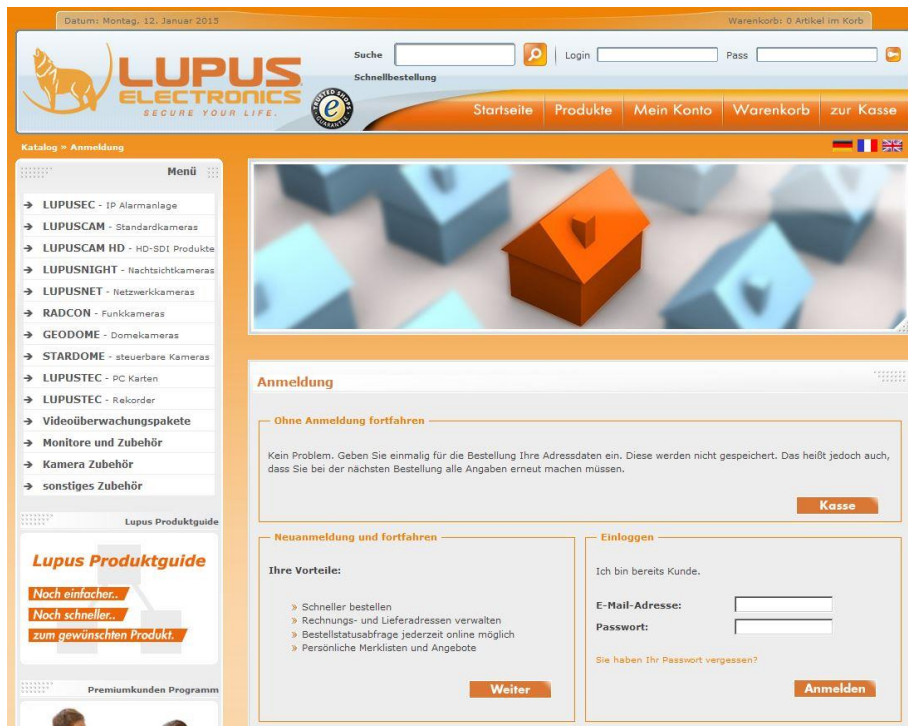 Datum: Montag, 12. Januar 2015
Warenkorb: 0 Artikel im Korb
LUPUS
ELECTRONICS
SECURE YOUR LIFE.
TRUSTED SHOPS
GUARANTEE
Suche
Login
Pass
Schnellbestellung
Startseite
Produkte
Mein Konto
Warenkorb
zur Kasse
Katalog » Anmeldung
Menü
LUPUSEC - IP Alarmanlage
LUPUSCAM - Standardkameras
LUPUSCAM HD - HD-SDI Produkte
LUPUSNIGHT - Nachtsichtkameras
LUPUSNET - Netzwerkkameras
RADCON - Funkkameras
GEODOME - Domekameras
STARDOME - steuerbare Kameras
LUPUSTEC - PC Karten
LUPUSTEC - Rekorder
Videoüberwachungspakete
Monitore und Zubehör
Kamera Zubehör
sonstiges Zubehör
Lupus Produktguide
Lupus Produktguide
Noch einfacher..
Noch schneller..
zum gewünschten Produkt.
Premiumkunden Programm
Anmeldung
Ohne Anmeldung fortfahren
Kein Problem. Geben Sie einmalig für die Bestellung Ihre Adressdaten ein. Diese werden nicht gespeichert. Das heißt jedoch auch,
dass Sie bei der nächsten Bestellung alle Angaben erneut machen müssen.
Kasse
Neuanmeldung und fortfahren
Ihre Vorteile:
» Schneller bestellen
» Rechnungs- und Lieferadressen verwalten
» Bestellstatusabfrage jederzeit online möglich
» Persönliche Merklisten und Angebote
Weiter
Einloggen
Ich bin bereits Kunde.
E-Mail-Adresse:
Passwort:
Sie haben Ihr Passwort vergessen?
Anmelden